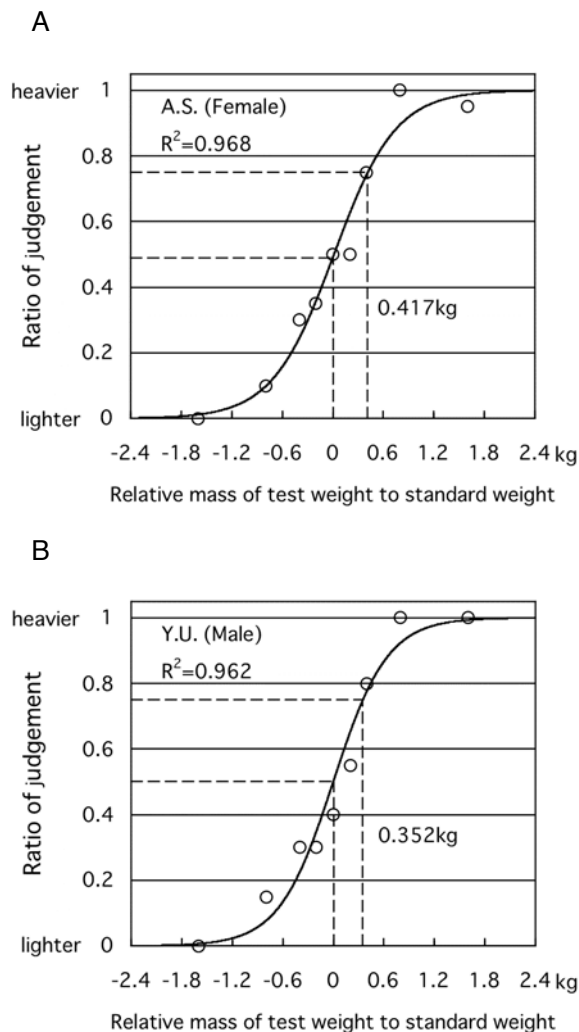 A
heavier 1
A.S. (Female)
R²=0.968
0.8
0.6
0.4
0.417kg
0.2
lighter 0
Ratio of judgement
-2.4 -1.8 -1.2 -0.6 0 0.6 1.2 1.8 2.4 kg
Relative mass of test weight to standard weight
B
heavier 1
Y.U. (Male)
R²=0.962
0.8
0.6
0.4
0.352kg
0.2
lighter 0
Ratio of judgement
-2.4 -1.8 -1.2 -0.6 0 0.6 1.2 1.8 2.4 kg
Relative mass of test weight to standard weight